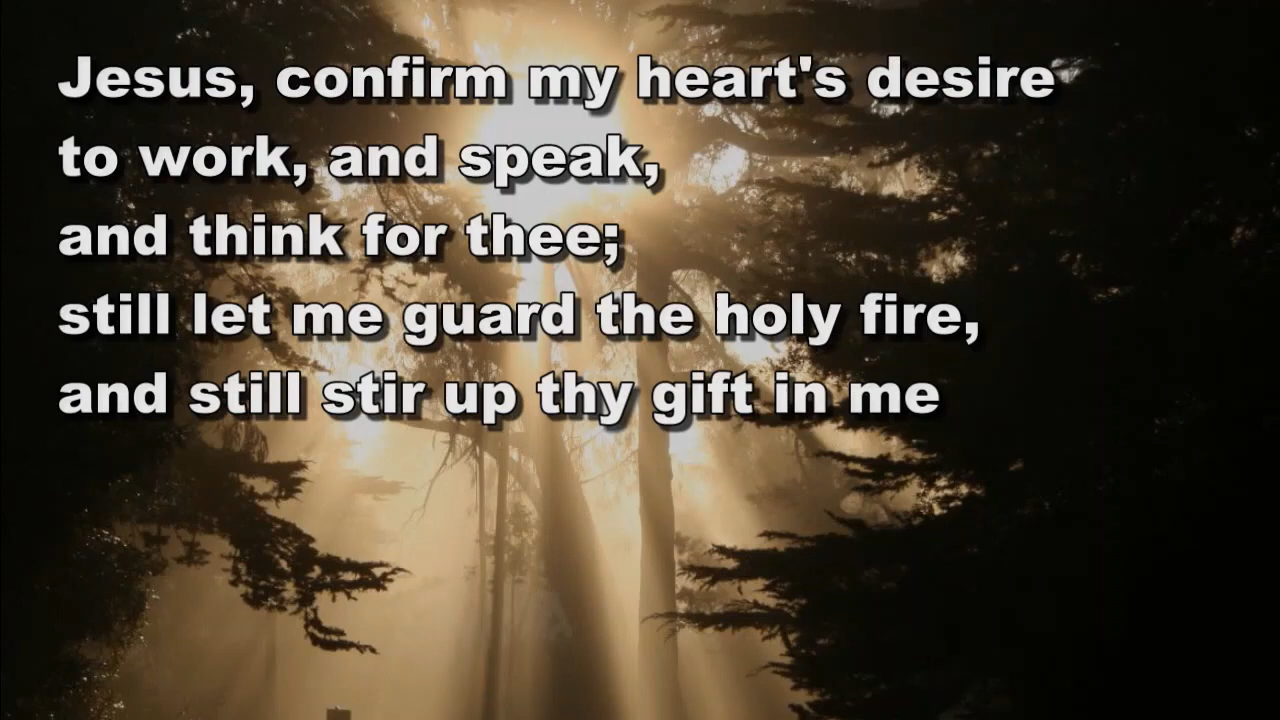 Jesus, confirm my heart's desire
to work, and speak,
and think for thee;
still let me guard the holy fire,
and still stir up thy gift in me